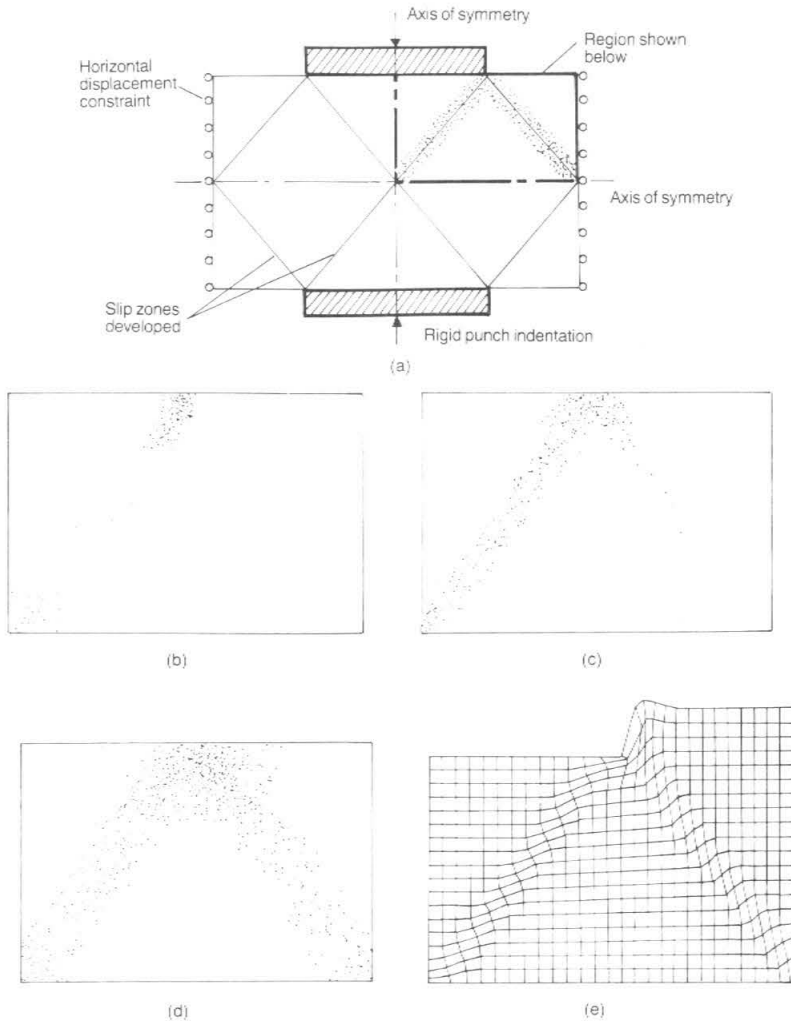 Axis of symmetry
Horizontal
displacement
constraint
Region shown
below
Axis of symmetry
Slip zones
developed
Rigid punch indentation
(a)
(b)
(c)
(d)
(e)